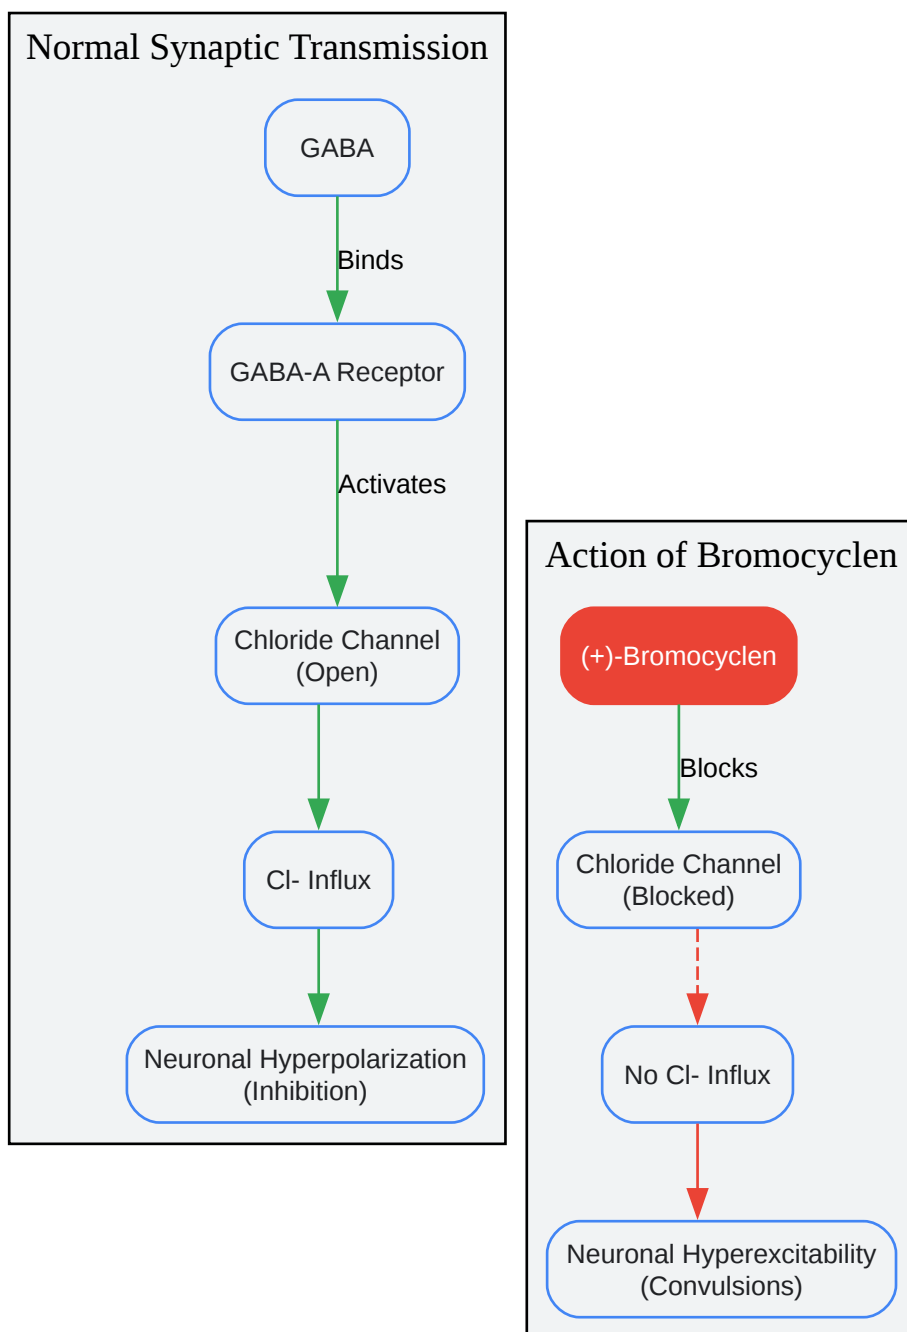 Normal Synaptic Transmission
GABA
Binds
GABA-A Receptor
Activates
Chloride Channel
(Open)
Cl- Influx
Neuronal Hyperpolarization
(Inhibition)
Action of Bromocyclen
(+)-Bromocyclen
Blocks
Chloride Channel
(Blocked)
No Cl- Influx
Neuronal Hyperexcitability
(Convulsions)